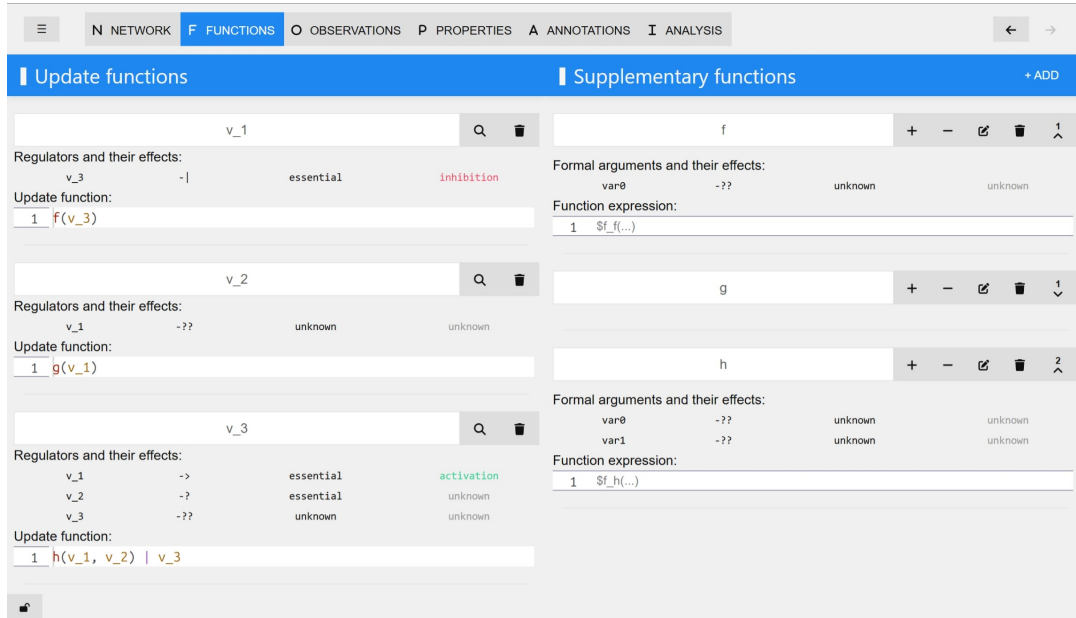 N NETWORK F FUNCTIONS O OBSERVATIONS P PROPERTIES A ANNOTATIONS I ANALYSIS
Update functions
v_1
Regulators and their effects:
v_3 -| essential inhibition
Update function:
1 f(v_3)
v_2
Regulators and their effects:
v_1 -?? unknown unknown
Update function:
1 g(v_1)
v_3
Regulators and their effects:
v_1 -> essential activation
v_2 -? essential unknown
v_3 -?? unknown unknown
Update function:
1 h(v_1, v_2) | v_3
Supplementary functions + ADD
f 1
Formal arguments and their effects:
var0 -?? unknown unknown
Function expression:
1 $f_f(...)
g 1
h 2
Formal arguments and their effects:
var0 -?? unknown unknown
var1 -?? unknown unknown
Function expression:
1 $f_h(...)